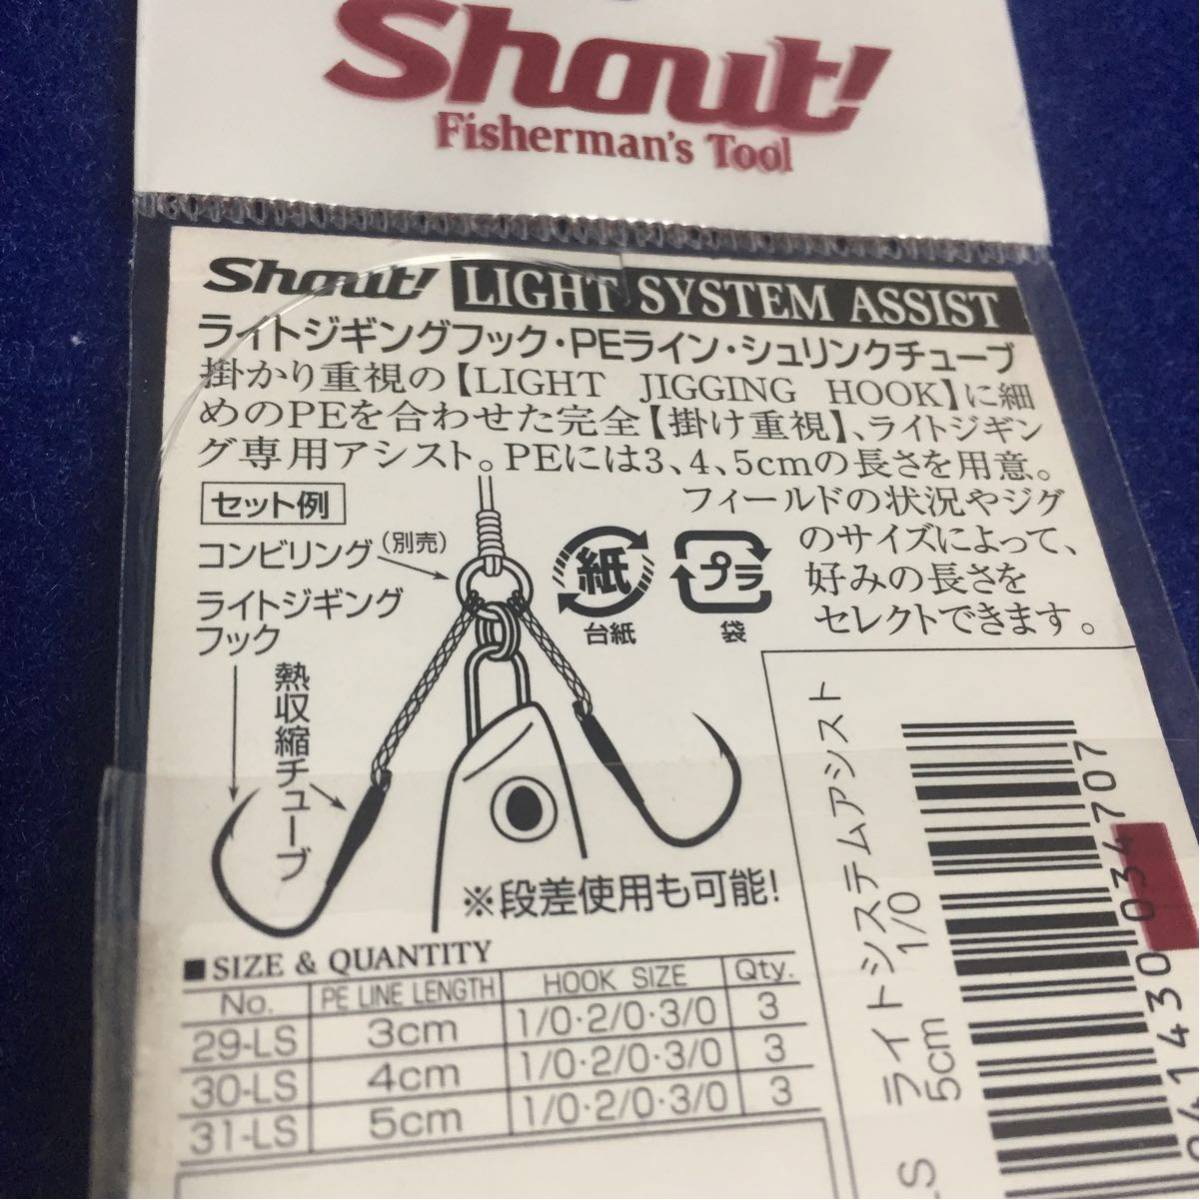 Shout!
Fisherman's Tool
Shout! LIGHT SYSTEM ASSIST
ライトジギングフック・PEライン・シュリンクチューブ
掛かり重視の【LIGHT JIGGING HOOK】に細
めのPEを合わせた完全【掛け重視】、ライトジギン
グ専用アシスト。PEには3、4、5cmの長さを用意。
フィールドの状況やジグ
のサイズによって、
好みの長さを
セレクトできます。
セット例
コンビリング(別売)
ライトジギング
フック
熱収縮チューブ
紙
台紙
プラ
袋
※段差使用も可能!
■SIZE & QUANTITY
No. PE LINE LENGTH HOOK SIZE Qty.
29-LS 3cm 1/0・2/0・3/0 3
30-LS 4cm 1/0・2/0・3/0 3
31-LS 5cm 1/0・2/0・3/0 3
ライトシステムアシスト
5cm 1/0
LS
41430 034707